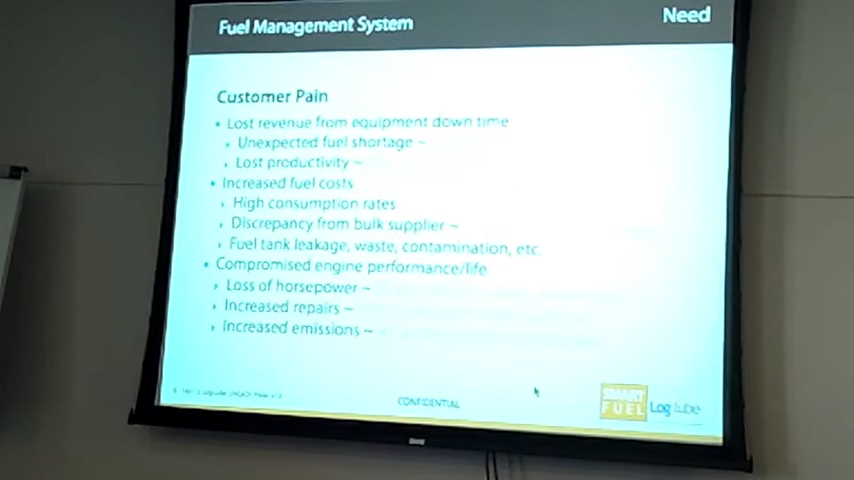 Fuel Management System
Need
Customer Pain
• Lost revenue from equipment down time
› Unexpected fuel shortage ~
› Lost productivity ~
• Increased fuel costs
› High consumption rates
› Discrepancy from bulk supplier ~
› Fuel tank leakage, waste, contamination, etc.
• Compromised engine performance/life
› Loss of horsepower ~
› Increased repairs ~
› Increased emissions ~
CONFIDENTIAL
SMART
FUEL
Loglube